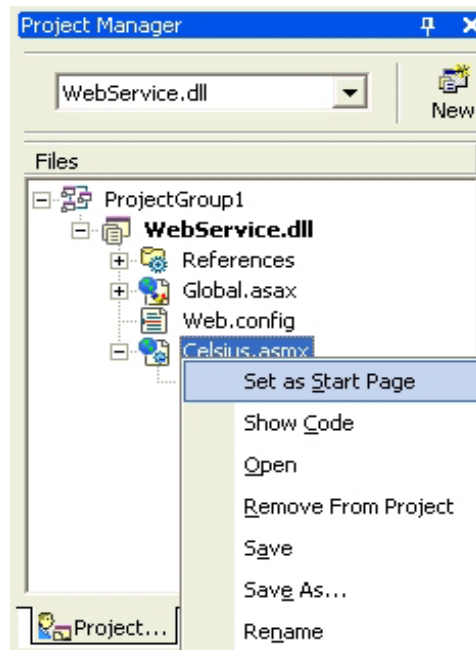 Project Manager
WebService.dll
New
Files
ProjectGroup1
WebService.dll
References
Global.asax
Web.config
Celsius.asmx
Set as Start Page
Show Code
Open
Remove From Project
Save
Save As...
Rename
Project...